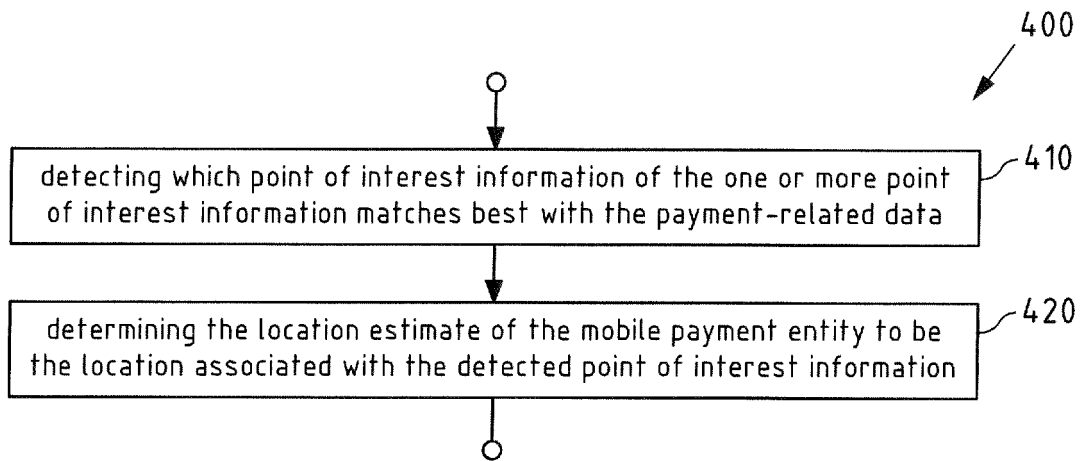 400
detecting which point of interest information of the one or more point
of interest information matches best with the payment-related data
410
determining the location estimate of the mobile payment entity to be
the location associated with the detected point of interest information
420